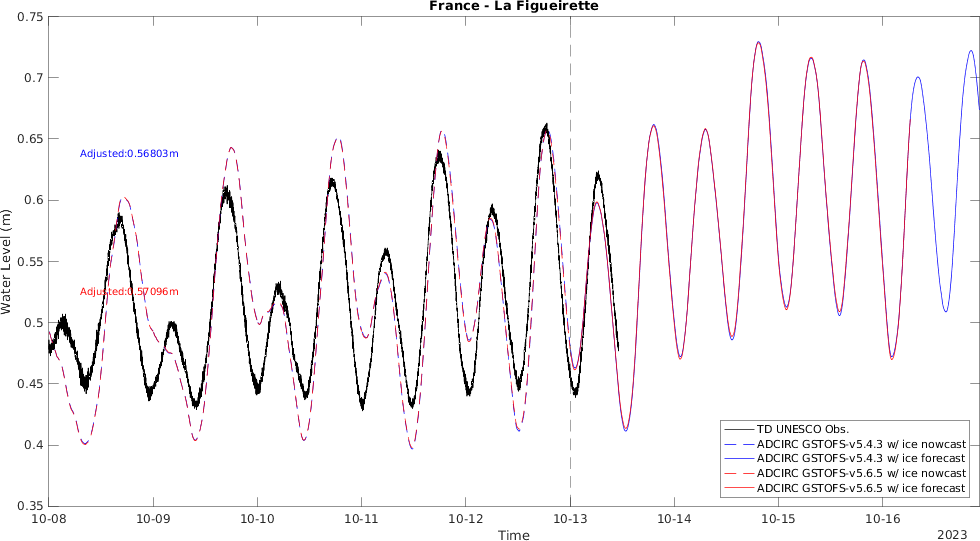 France - La Figueirette
0.75
0.7
0.65
0.6
0.55
0.5
0.45
0.4
0.35
Water Level (m)
Adjusted:0.56803m
Adjusted:0.57096m
TD UNESCO Obs.
ADCIRC GSTOFS-v5.4.3 w/ ice nowcast
ADCIRC GSTOFS-v5.4.3 w/ ice forecast
ADCIRC GSTOFS-v5.6.5 w/ ice nowcast
ADCIRC GSTOFS-v5.6.5 w/ ice forecast
10-08 10-09 10-10 10-11 10-12 10-13 10-14 10-15 10-16
Time
2023